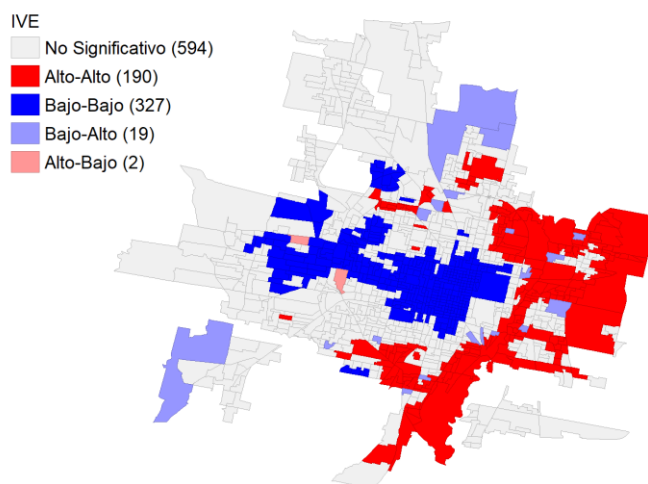 IVE
No Significativo (594)
Alto-Alto (190)
Bajo-Bajo (327)
Bajo-Alto (19)
Alto-Bajo (2)